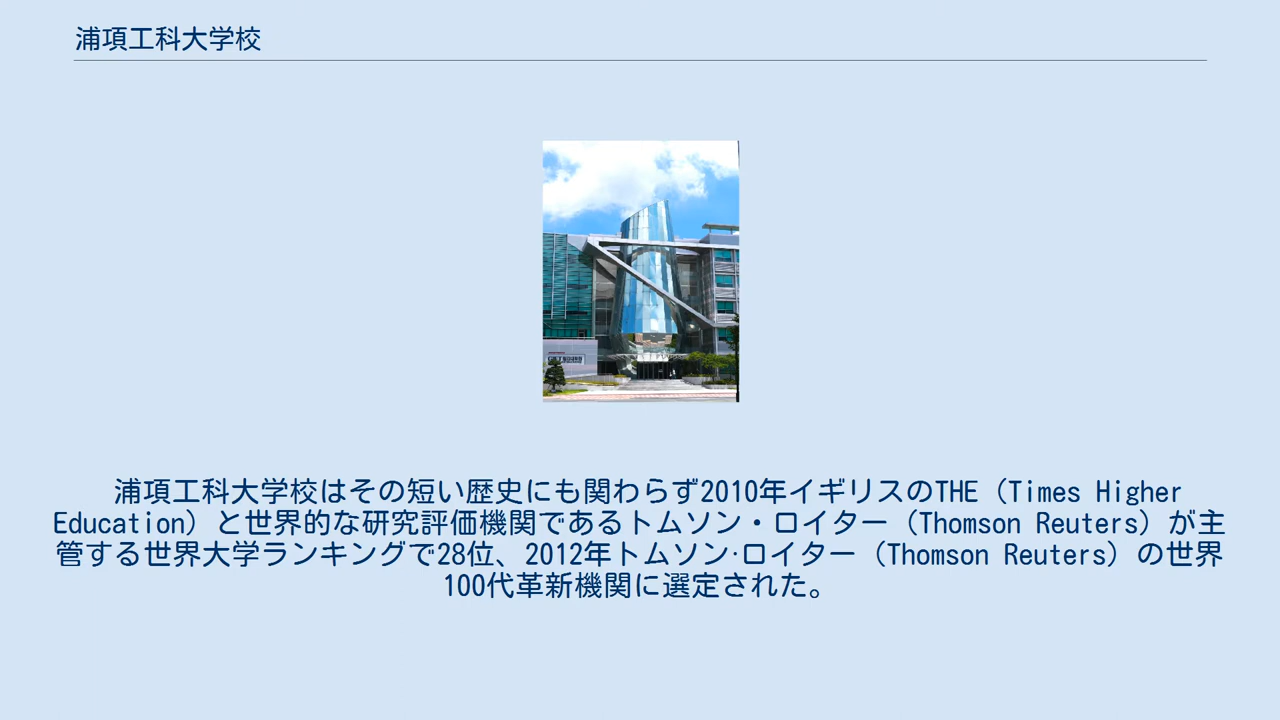 浦項工科大学校
浦項工科大学校はその短い歴史にも関わらず2010年イギリスのTHE（Times Higher
Education）と世界的な研究評価機関であるトムソン・ロイター（Thomson Reuters）が主
管する世界大学ランキングで28位、2012年トムソン·ロイター（Thomson Reuters）の世界
100代革新機関に選定された。